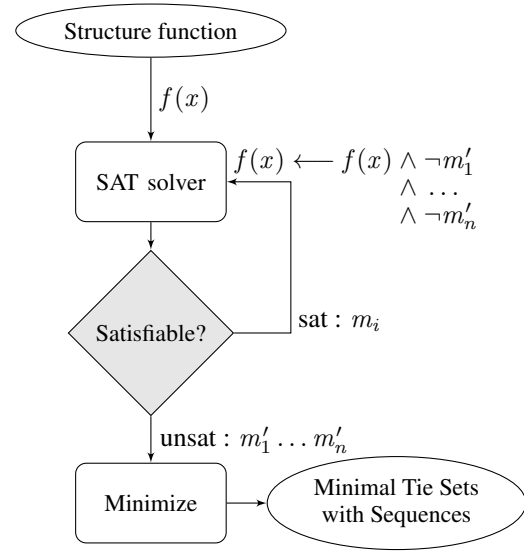 Structure function
f(x)
f(x) ⟵ f(x) ∧ ¬m′₁
∧ …
∧ ¬m′ₙ
SAT solver
Satisfiable?
sat : mᵢ
unsat : m′₁ … m′ₙ
Minimize
Minimal Tie Sets
with Sequences